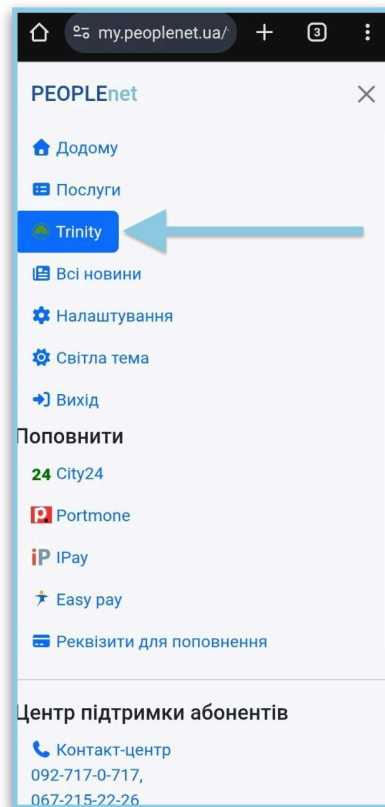 my.peoplenet.ua/
3
PEOPLEnet
Додому
Послуги
Trinity
Всі новини
Налаштування
Світла тема
Вихід
Поповнити
24 City24
p. Portmone
iP IPay
Easy pay
Реквізити для поповнення
Центр підтримки абонентів
Контакт-центр
092-717-0-717,
067-215-22-26